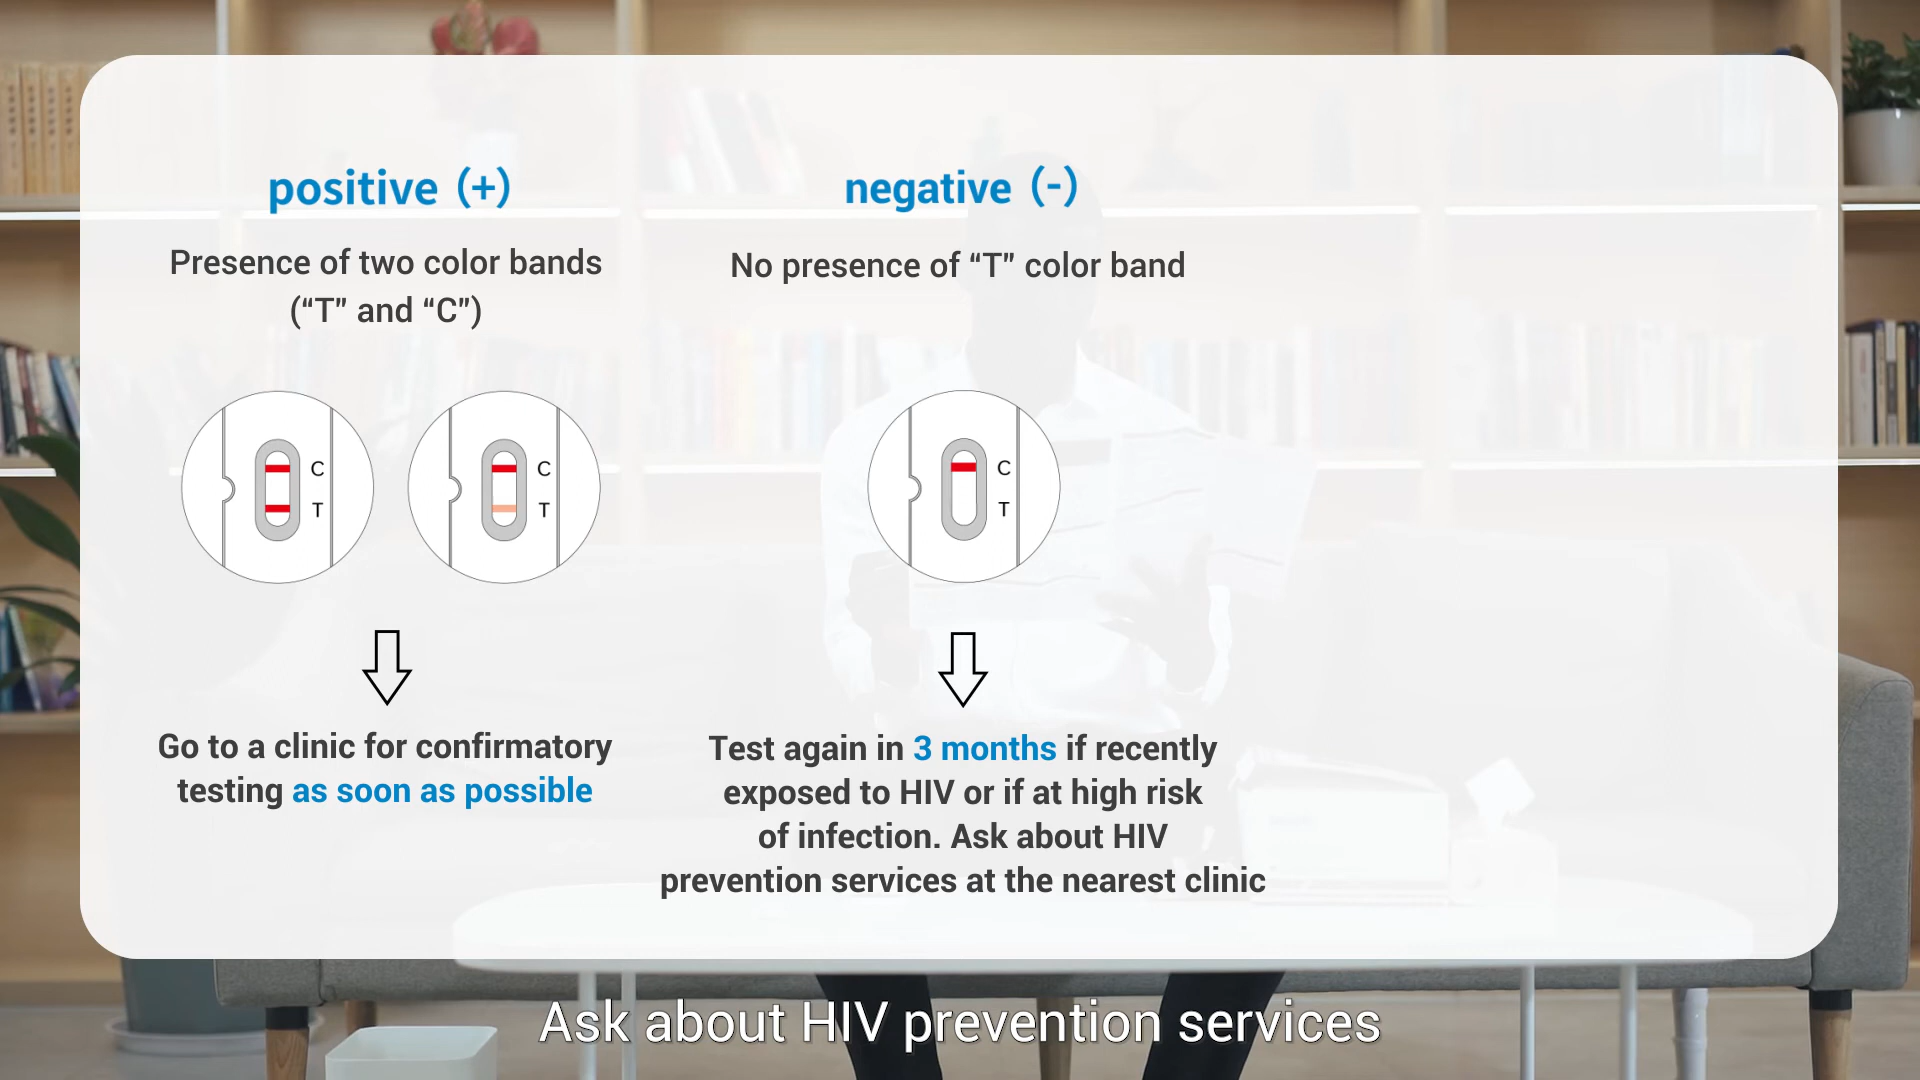 positive (+)
Presence of two color bands
(“T” and “C”)
C
T
C
T
Go to a clinic for confirmatory
testing as soon as possible
negative (-)
No presence of “T” color band
C
T
Test again in 3 months if recently
exposed to HIV or if at high risk
of infection. Ask about HIV
prevention services at the nearest clinic
Ask about HIV prevention services